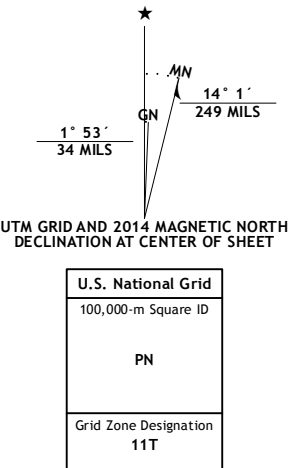 ★
MN
GN
14° 1´
249 MILS
1° 53´
34 MILS
UTM GRID AND 2014 MAGNETIC NORTH
DECLINATION AT CENTER OF SHEET
U.S. National Grid
100,000-m Square ID
PN
Grid Zone Designation
11T